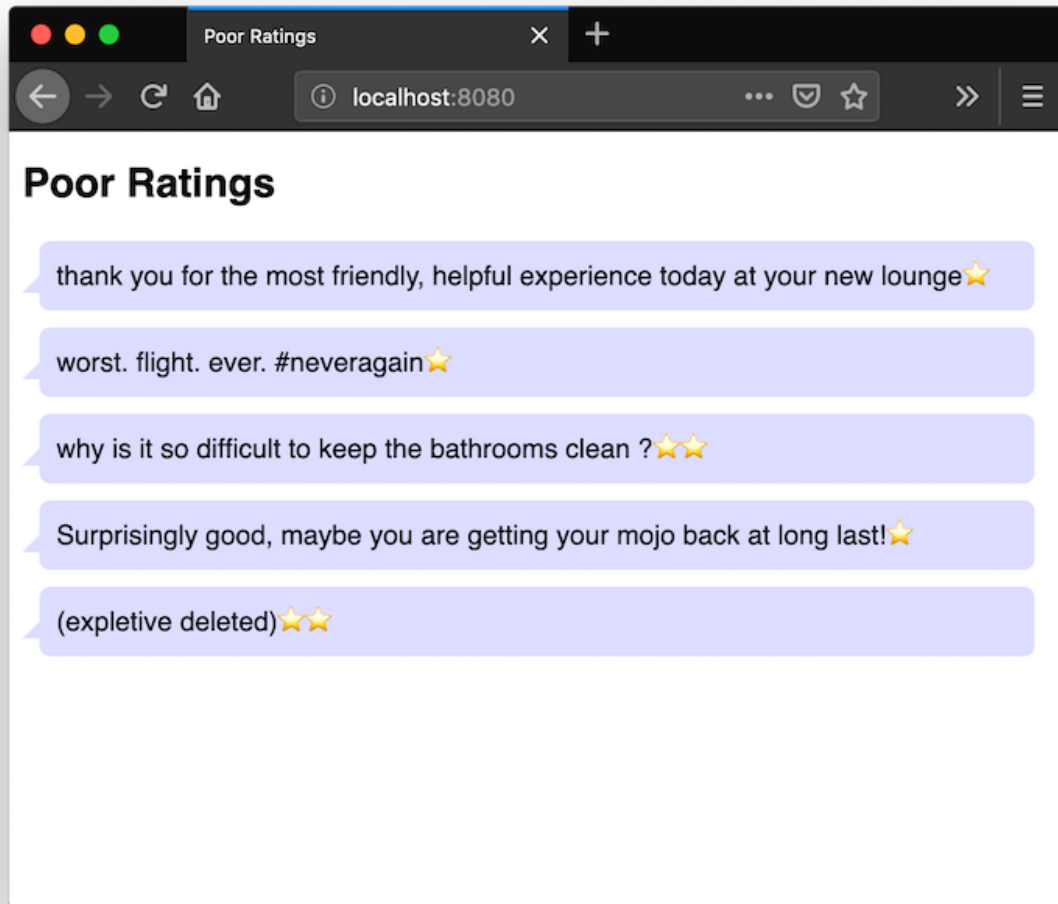 Poor Ratings
localhost:8080
Poor Ratings
thank you for the most friendly, helpful experience today at your new lounge⭐
worst. flight. ever. #neveragain⭐
why is it so difficult to keep the bathrooms clean ?⭐⭐
Surprisingly good, maybe you are getting your mojo back at long last!⭐
(expletive deleted)⭐⭐